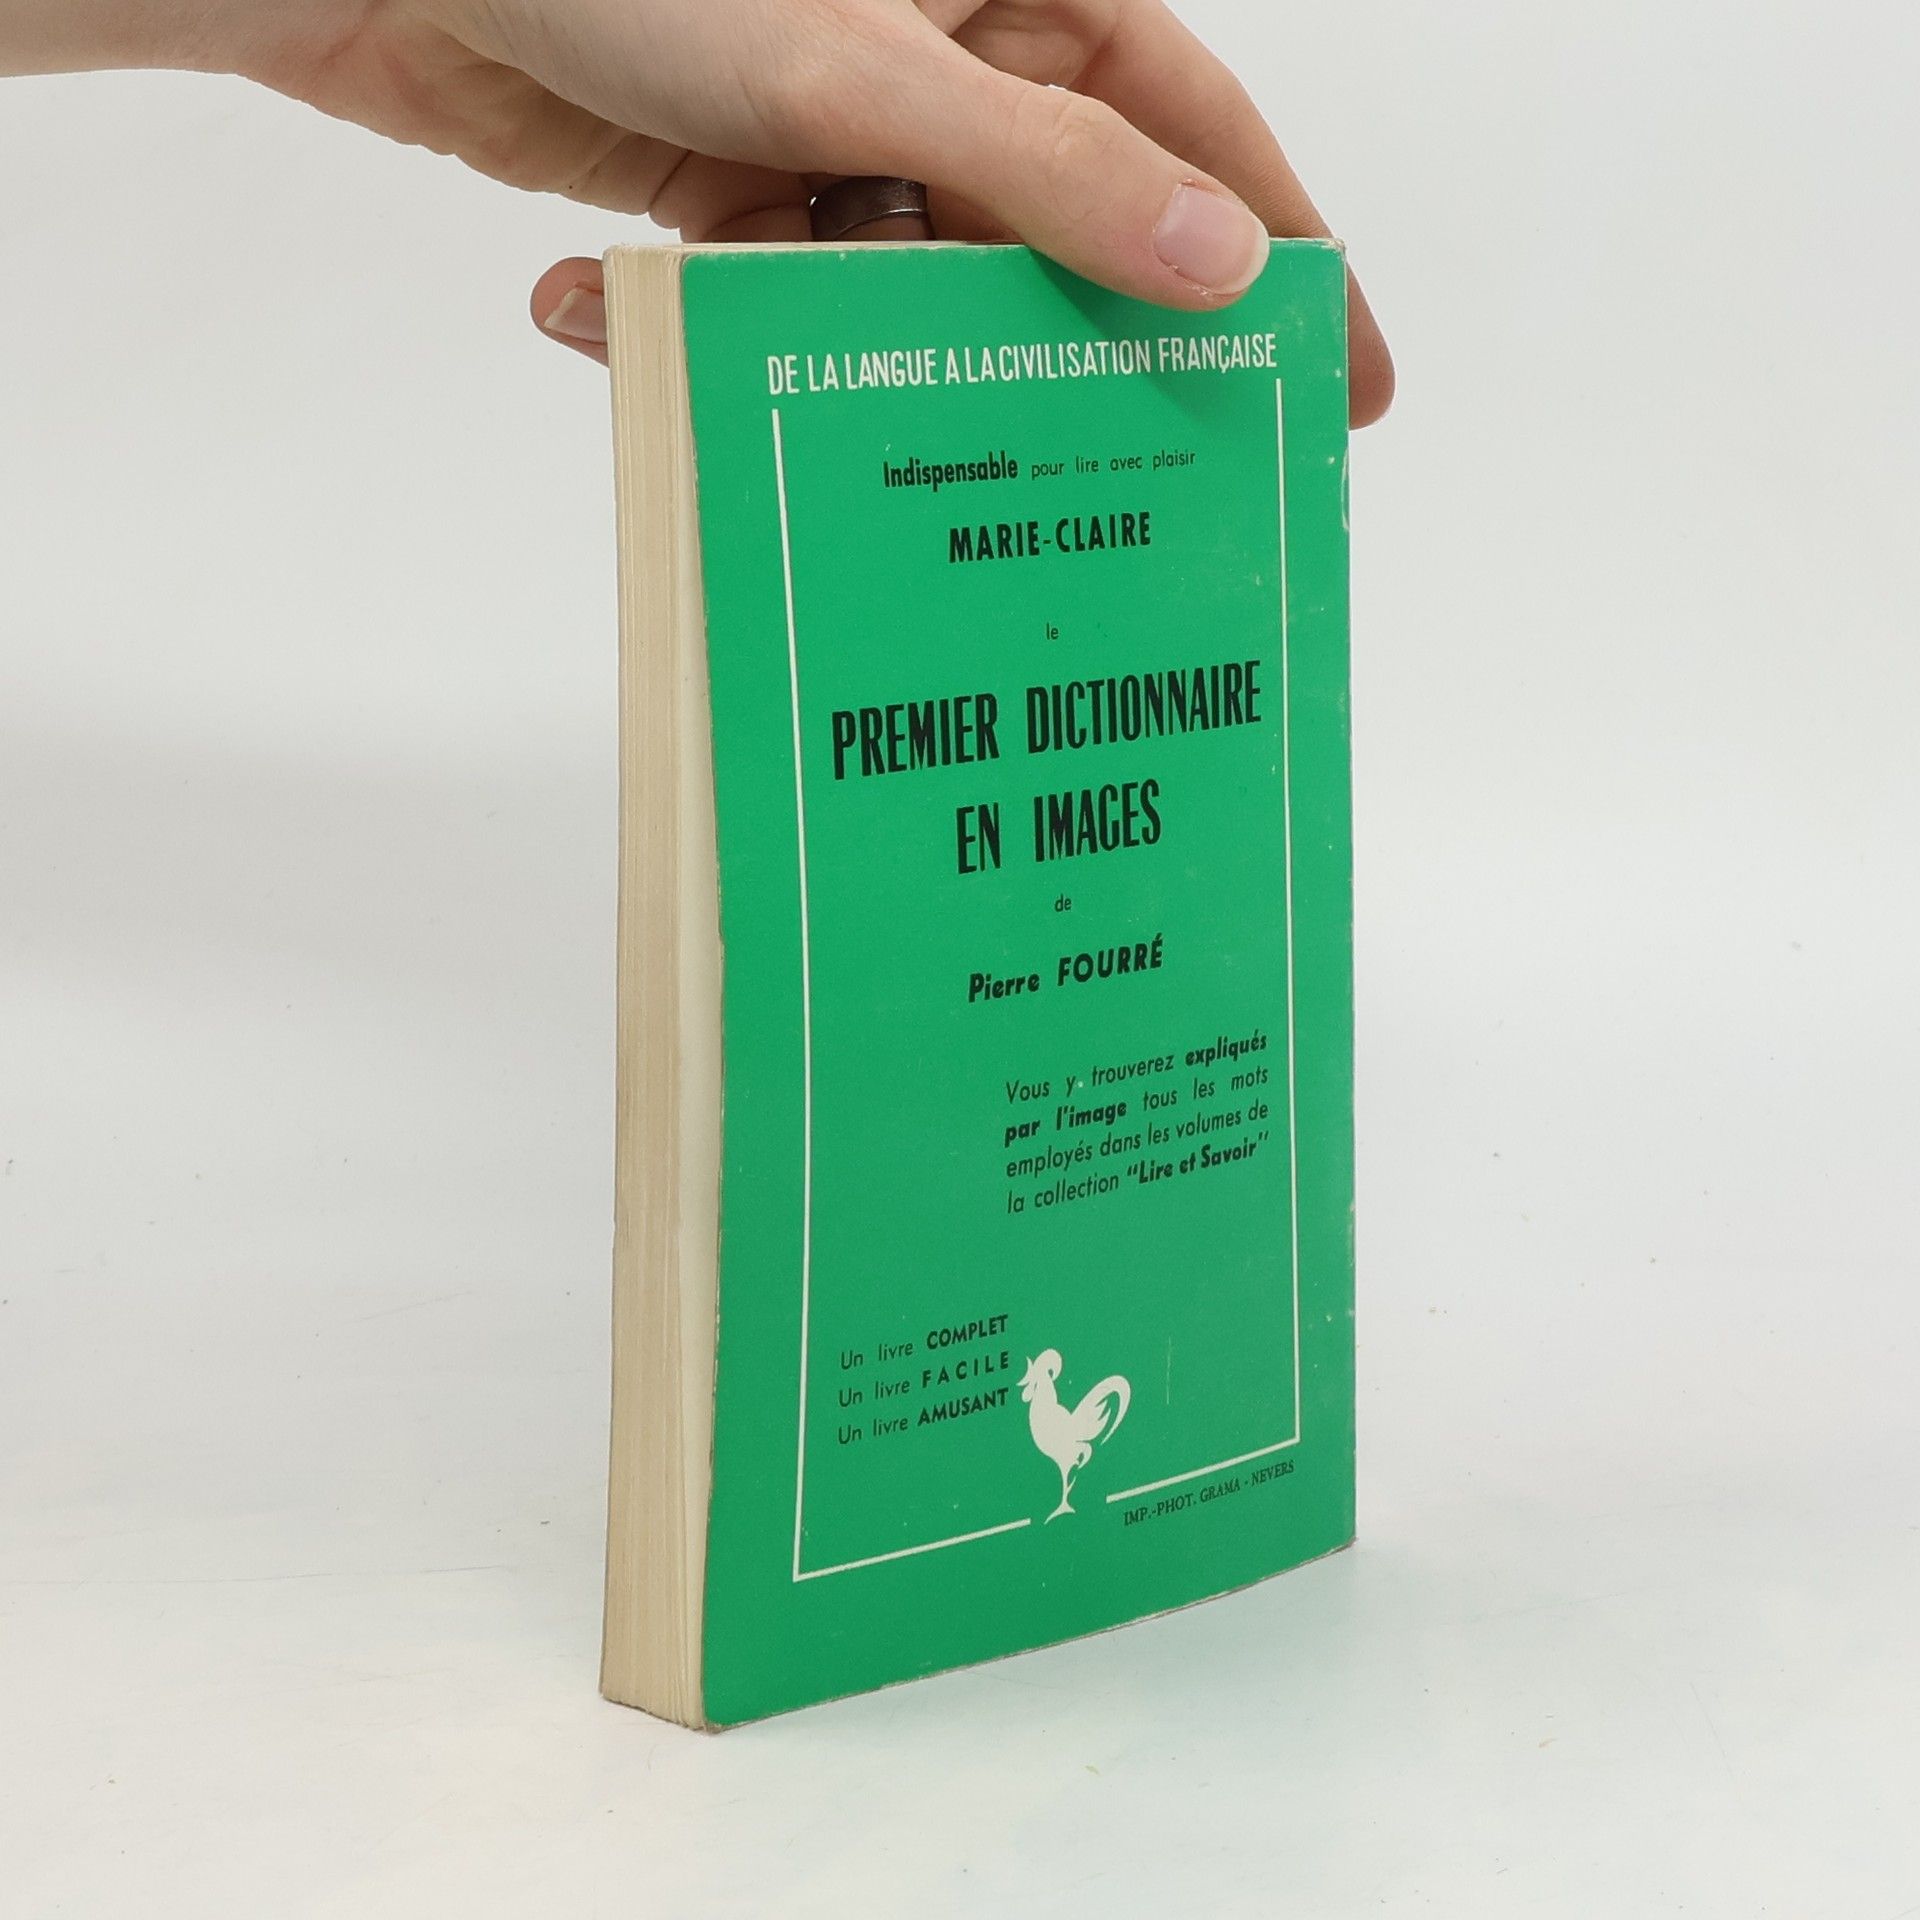 DE LA LANGUE A LA CIVILISATION FRANÇAISE
Indispensable pour lire avec plaisir
MARIE-CLAIRE
le
PREMIER DICTIONNAIRE
EN IMAGES
de
Pierre FOURRÉ
Vous y trouverez expliqués
par l'image tous les mots
employés dans les volumes de
la collection "Lire et Savoir"
Un livre COMPLET
Un livre FACILE
Un livre AMUSANT
IMP.-PHOT. GRAMA - NEVERS